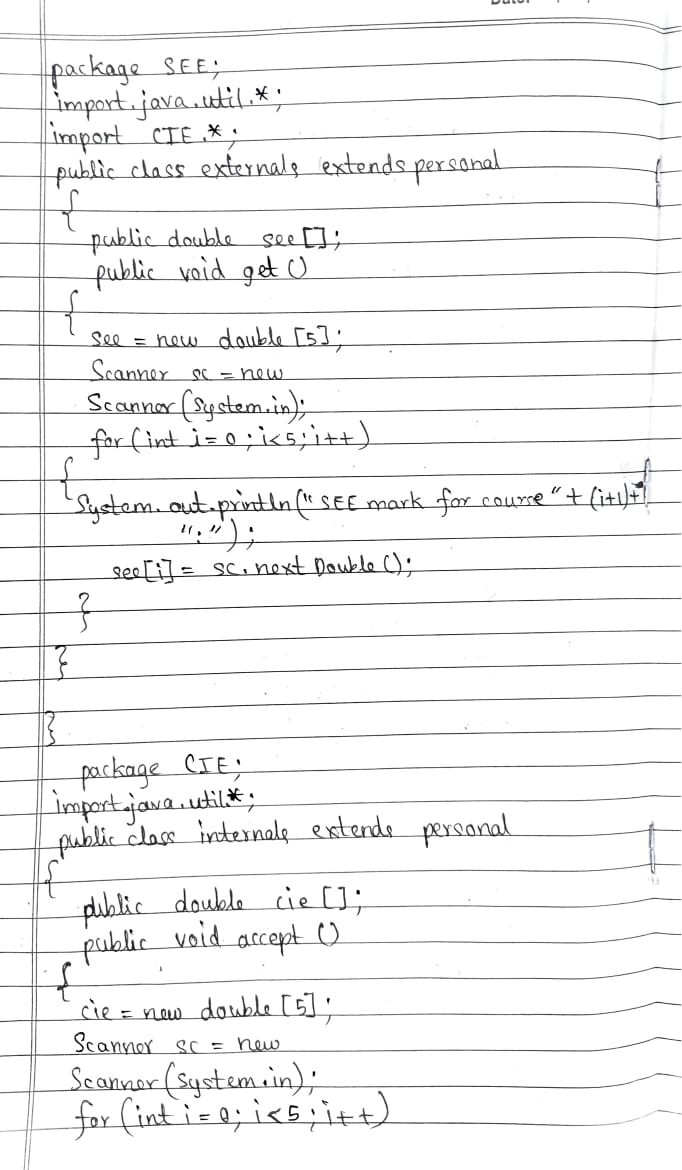 package SEE;
import.java.util.*;
import CIE.*;
public class externals extends personal
{
public double see[];
public void get()
{
see = new double [5];
Scanner sc = new
Scanner(System.in);
for(int i=0;i<5;i++)
{
System.out.println("SEE mark for course"+(i+1)+
":");
see[i] = sc.next Double();
}
}
}
package CIE;
import.java.util*;
public class internals extends personal
{
public double cie[];
public void accept()
{
cie = new double [5];
Scanner sc = new
Scanner(System.in);
for(int i=0; i<5;i++)